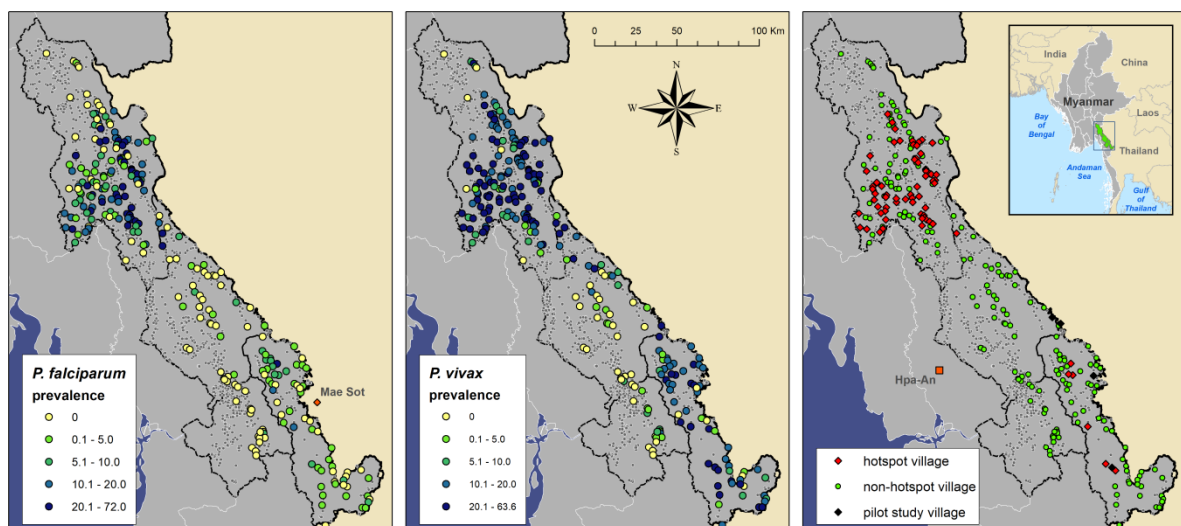 Mae Sot
P. falciparum
prevalence
0
0.1 - 5.0
5.1 - 10.0
10.1 - 20.0
20.1 - 72.0
0 25 50 100 Km
N
W E
S
P. vivax
prevalence
0
0.1 - 5.0
5.1 - 10.0
10.1 - 20.0
20.1 - 63.6
India
China
Myanmar
Laos
Bay
of
Bengal
Thailand
Andaman
Sea
Gulf
of
Thailand
Hpa-An
hotspot village
non-hotspot village
pilot study village